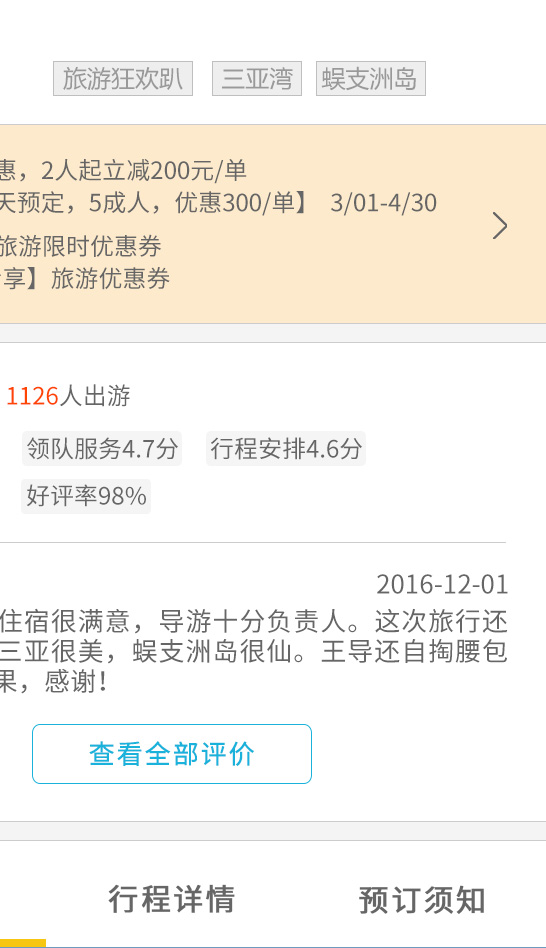 旅游狂欢趴 三亚湾 蜈支洲岛
惠，2人起立减200元/单
天预定，5成人，优惠300/单】 3/01-4/30
旅游限时优惠券
享】旅游优惠券
1126人出游
领队服务4.7分 行程安排4.6分
好评率98%
2016-12-01
住宿很满意，导游十分负责人。这次旅行还
三亚很美，蜈支洲岛很仙。王导还自掏腰包
果，感谢！
查看全部评价
行程详情 预订须知